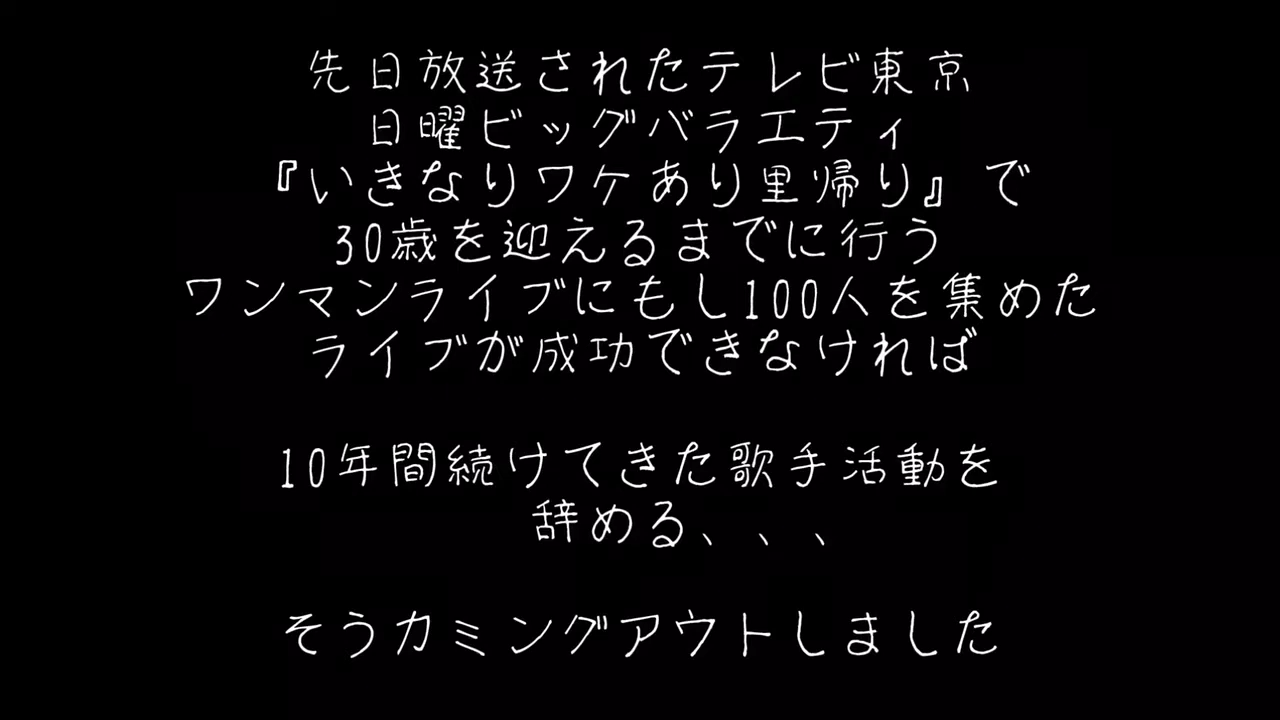 先日放送されたテレビ東京
日曜ビッグバラエティ
『いきなりワケあり里帰り』で
30歳を迎えるまでに行う
ワンマンライブにもし100人を集めた
ライブが成功できなければ
10年間続けてきた歌手活動を
辞める、、、
そうカミングアウトしました